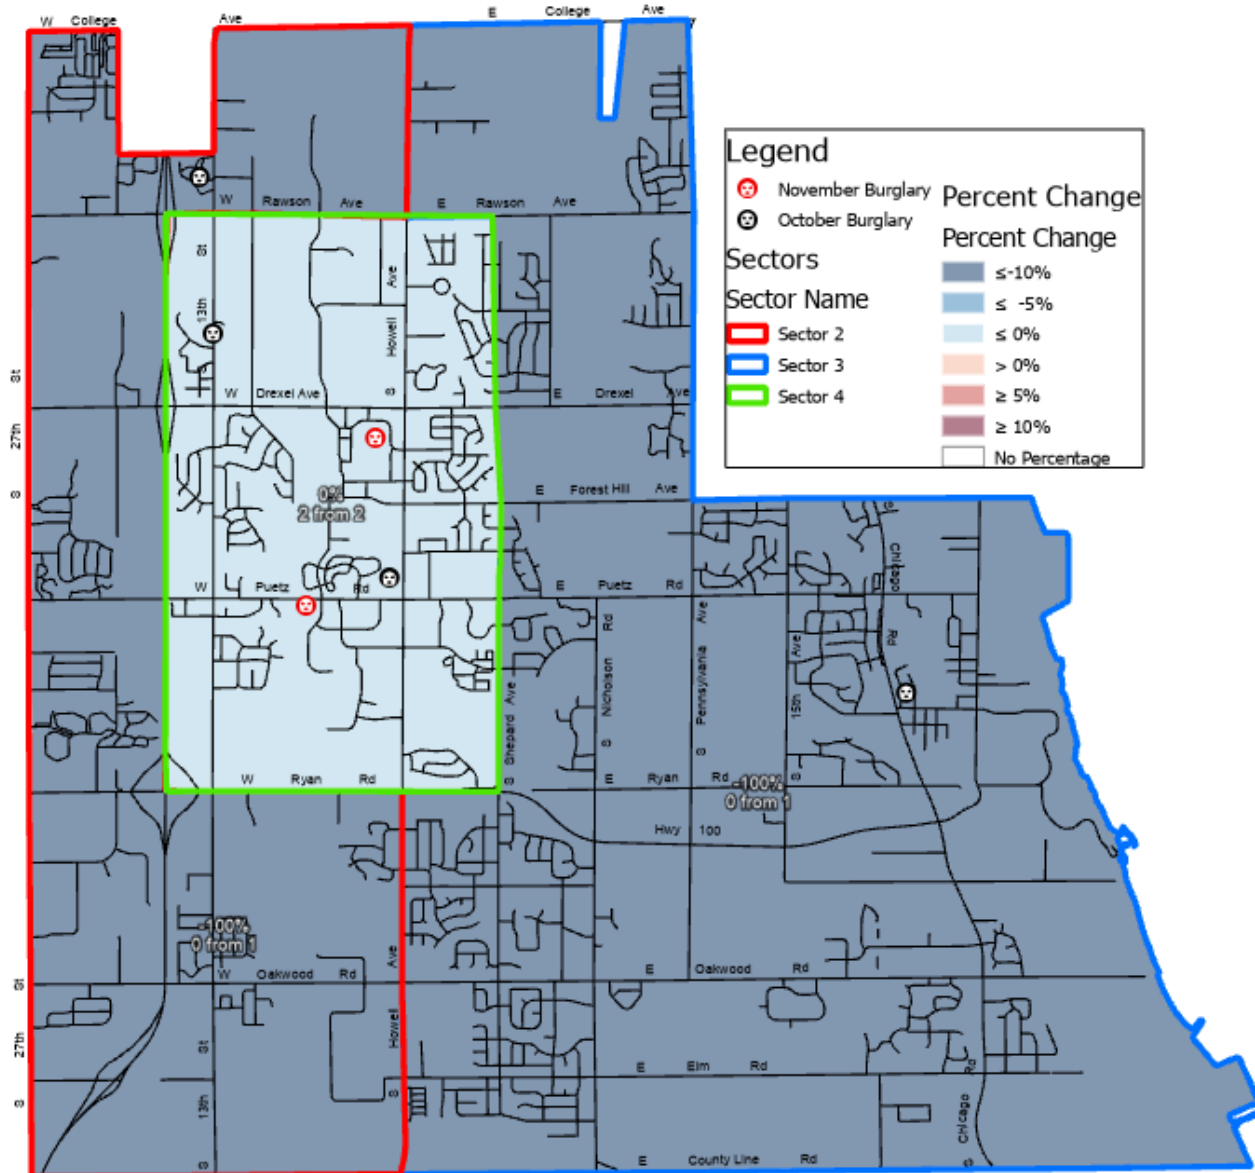 W College Ave
E College Ave
W Rawson Ave
E Rawson Ave
Legend
November Burglary
October Burglary
Sectors
Sector Name
Sector 2
Sector 3
Sector 4
Percent Change
Percent Change
≤-10%
≤ -5%
≤ 0%
> 0%
≥ 5%
≥ 10%
No Percentage
13th St
S Howell Ave
S 27th St
W Drexel Ave
E Drexel Ave
0%
2 from 2
E Forest Hill Ave
W Puetz Rd
E Puetz Rd
S Chicago Rd
S Shepard Ave
S Nicholson Rd
S Pennsylvania Ave
S 15th Ave
W Ryan Rd
E Ryan Rd
-100%
0 from 1
Hwy 100
-100%
0 from 1
W Oakwood Rd
E Oakwood Rd
S 27th St
S 13th St
S Howell Ave
E Elm Rd
S Chicago Rd
E County Line Rd